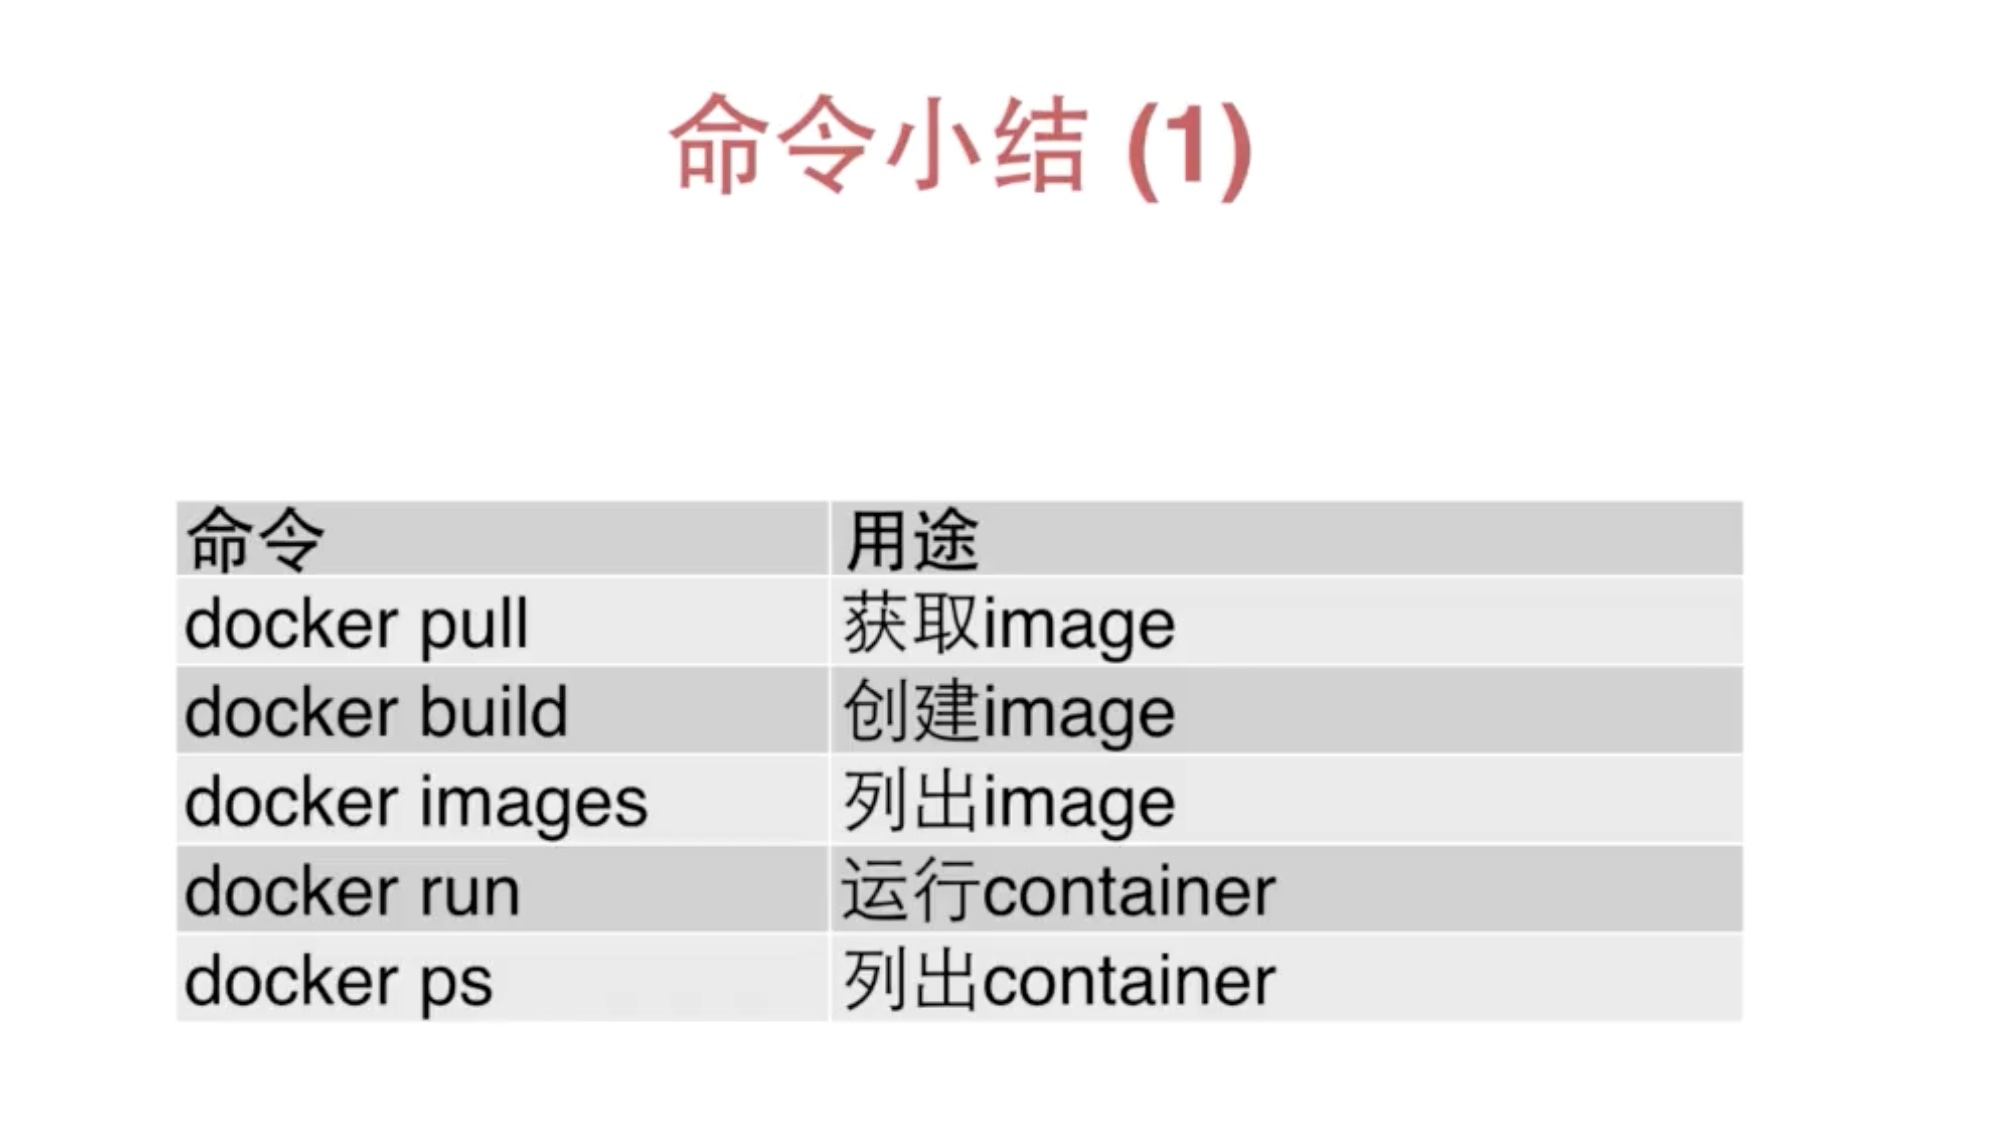 命令小结 (1)
命令 用途
docker pull 获取image
docker build 创建image
docker images 列出image
docker run 运行container
docker ps 列出container